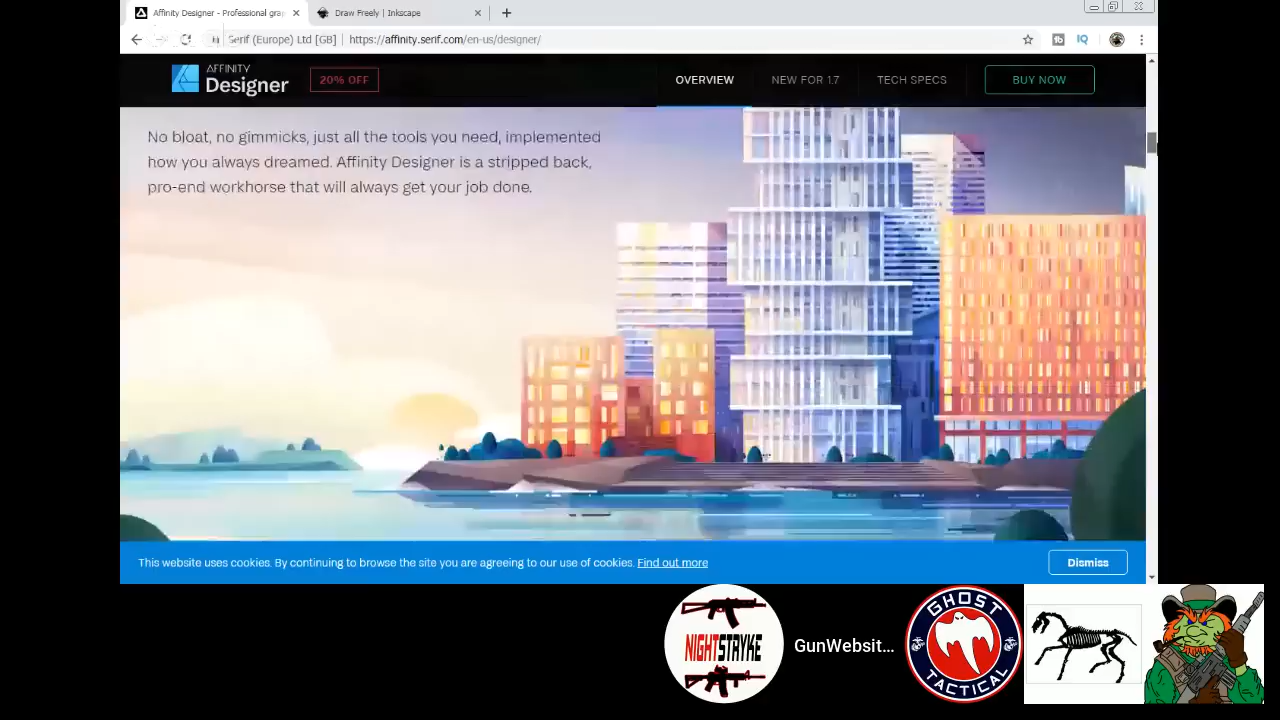 Affinity Designer - Professional grap
Draw Freely | Inkscape
Serif (Europe) Ltd [GB] | https://affinity.serif.com/en-us/designer/
AFFINITY
Designer
20% OFF
OVERVIEW
NEW FOR 1.7
TECH SPECS
BUY NOW
No bloat, no gimmicks, just all the tools you need, implemented
how you always dreamed. Affinity Designer is a stripped back,
pro-end workhorse that will always get your job done.
This website uses cookies. By continuing to browse the site you are agreeing to our use of cookies. Find out more
Dismiss
NIGHTSTRYKE
GunWebsit...
GHOST
TACTICAL